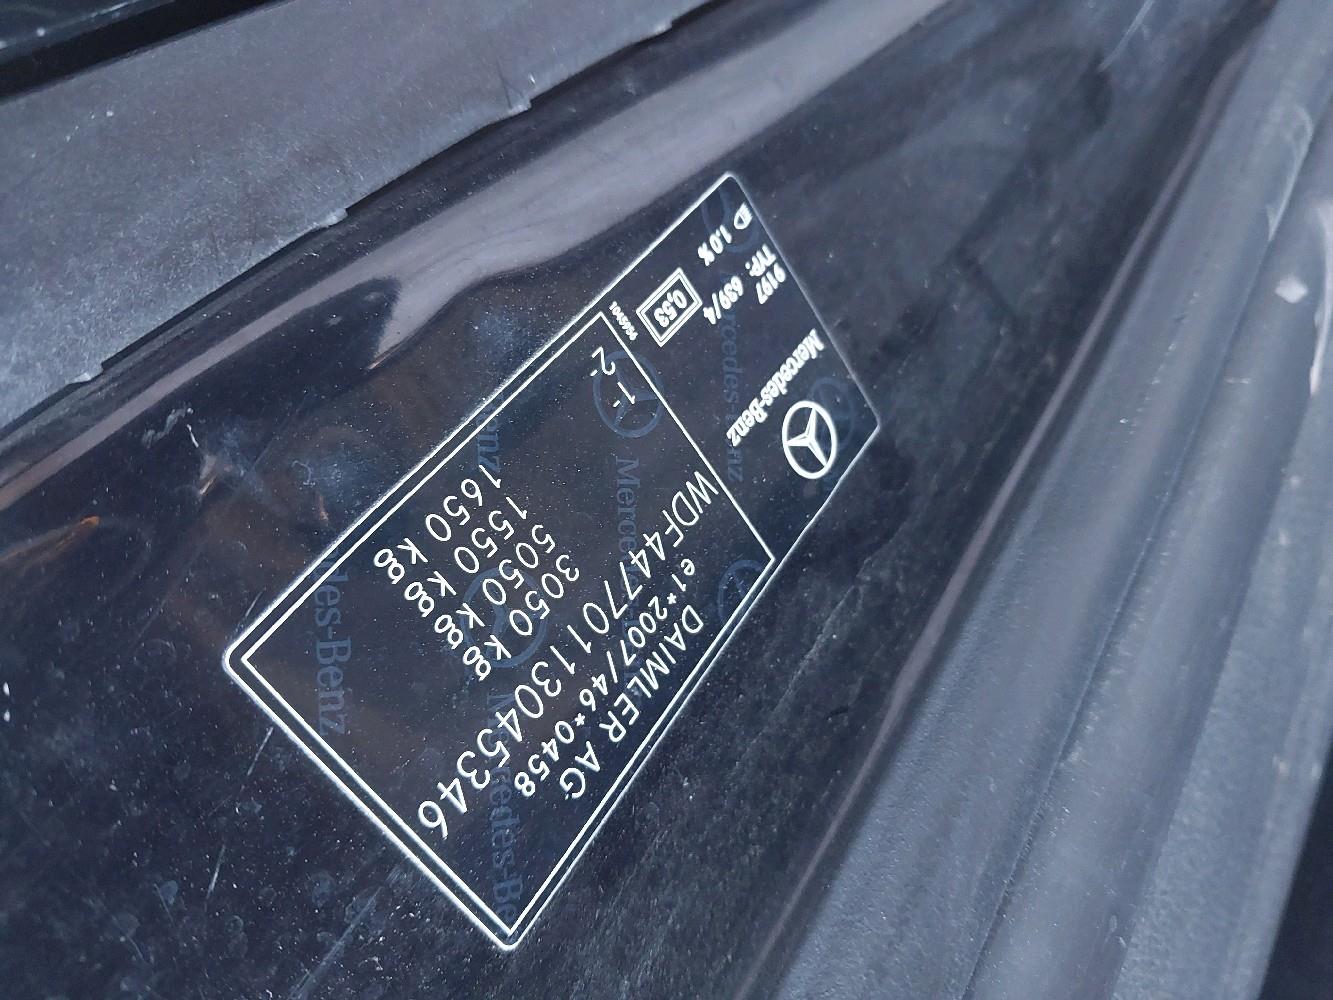 Mercedes-Benz
9197
TYP: 639/4
1.0 %
0,53
DAIMLER AG
e1*2007/46*0458
WDF44770113045346
3050 kg
5050 kg
1- 1550 kg
2- 1650 kg